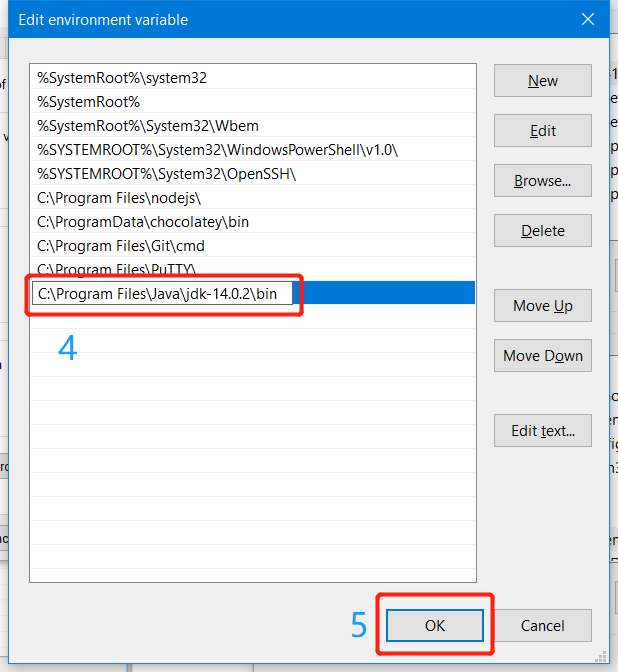 Edit environment variable
%SystemRoot%\system32
%SystemRoot%
%SystemRoot%\System32\Wbem
%SYSTEMROOT%\System32\WindowsPowerShell\v1.0\
%SYSTEMROOT%\System32\OpenSSH\
C:\Program Files\nodejs\
C:\ProgramData\chocolatey\bin
C:\Program Files\Git\cmd
C:\Program Files\PuTTY\
C:\Program Files\Java\jdk-14.0.2\bin
4
New
Edit
Browse...
Delete
Move Up
Move Down
Edit text...
5
OK
Cancel